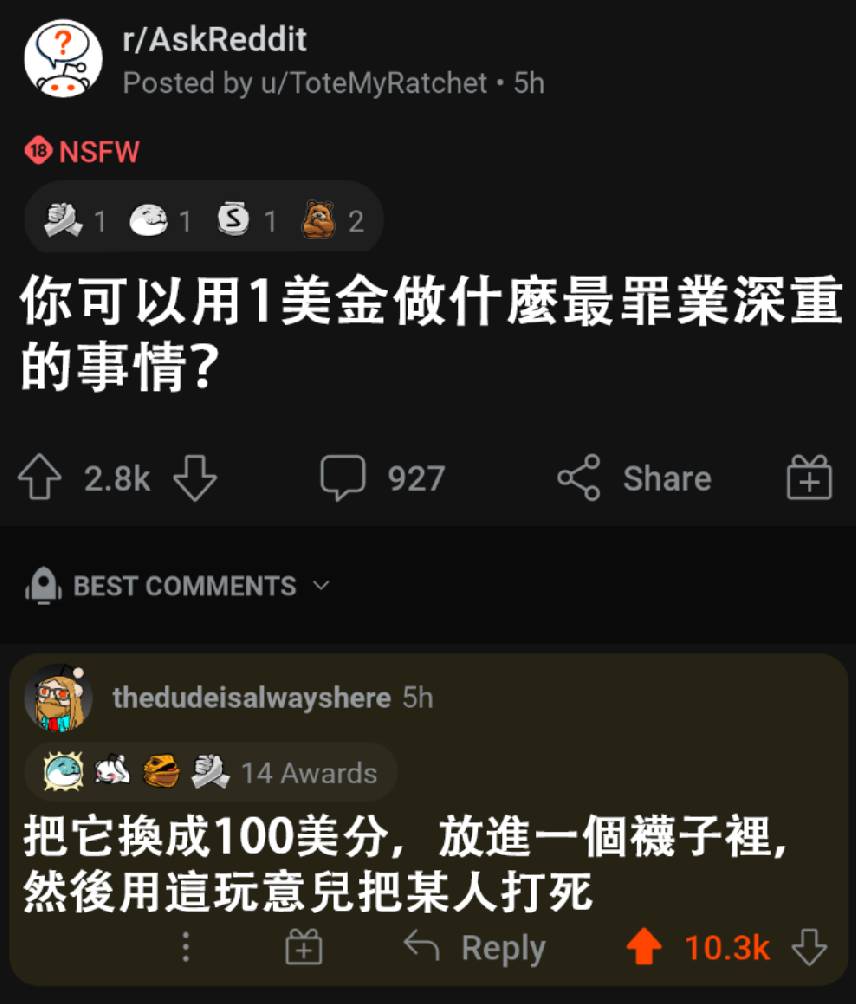 r/AskReddit
Posted by u/ToteMyRatchet • 5h
18 NSFW
1 S 1 1 2
你可以用1美金做什麼最罪業深重
的事情？
2.8k 927 Share
BEST COMMENTS
thedudeisalwayshere 5h
14 Awards
把它換成100美分，放進一個襪子裡，
然後用這玩意兒把某人打死
Reply 10.3k